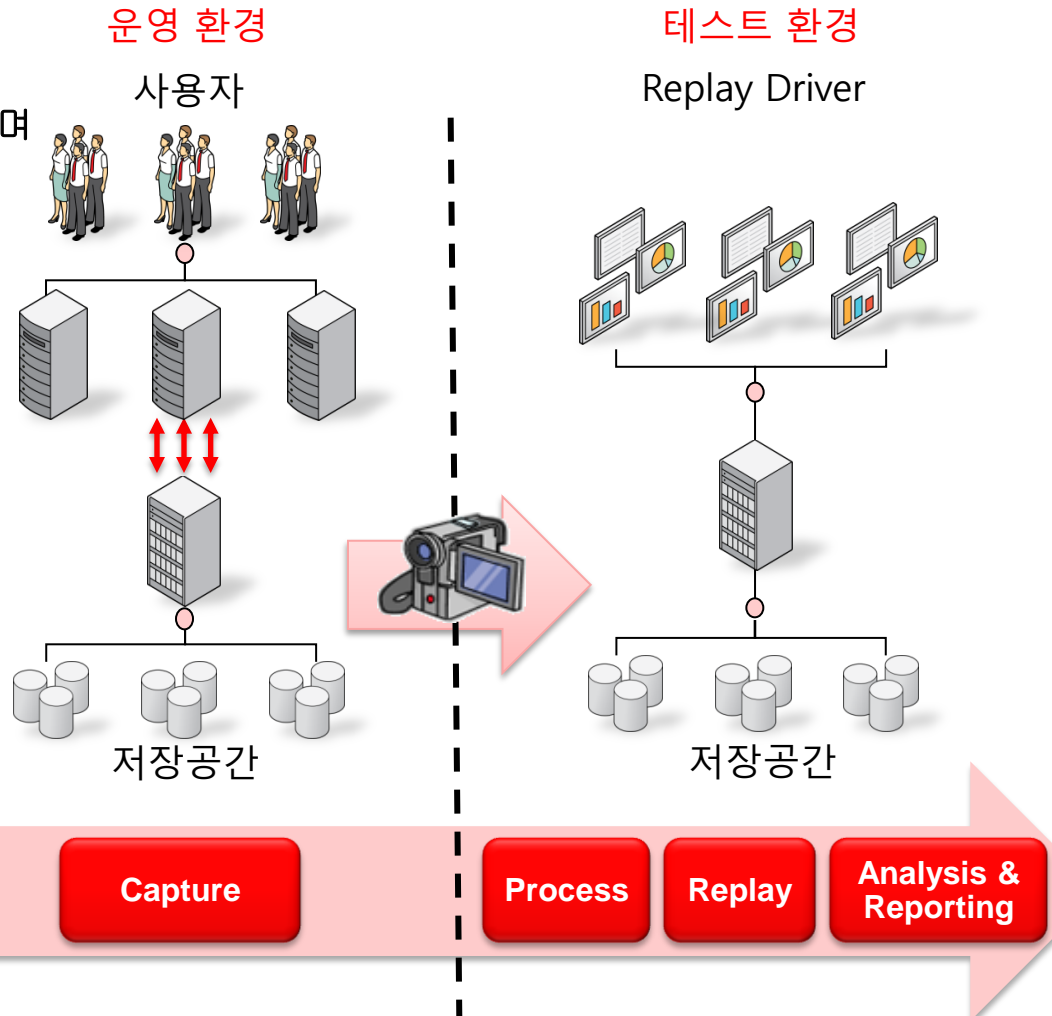 운영 환경
테스트 환경
사용자
Replay Driver
며
저장공간
저장공간
Capture
Process
Replay
Analysis &
Reporting